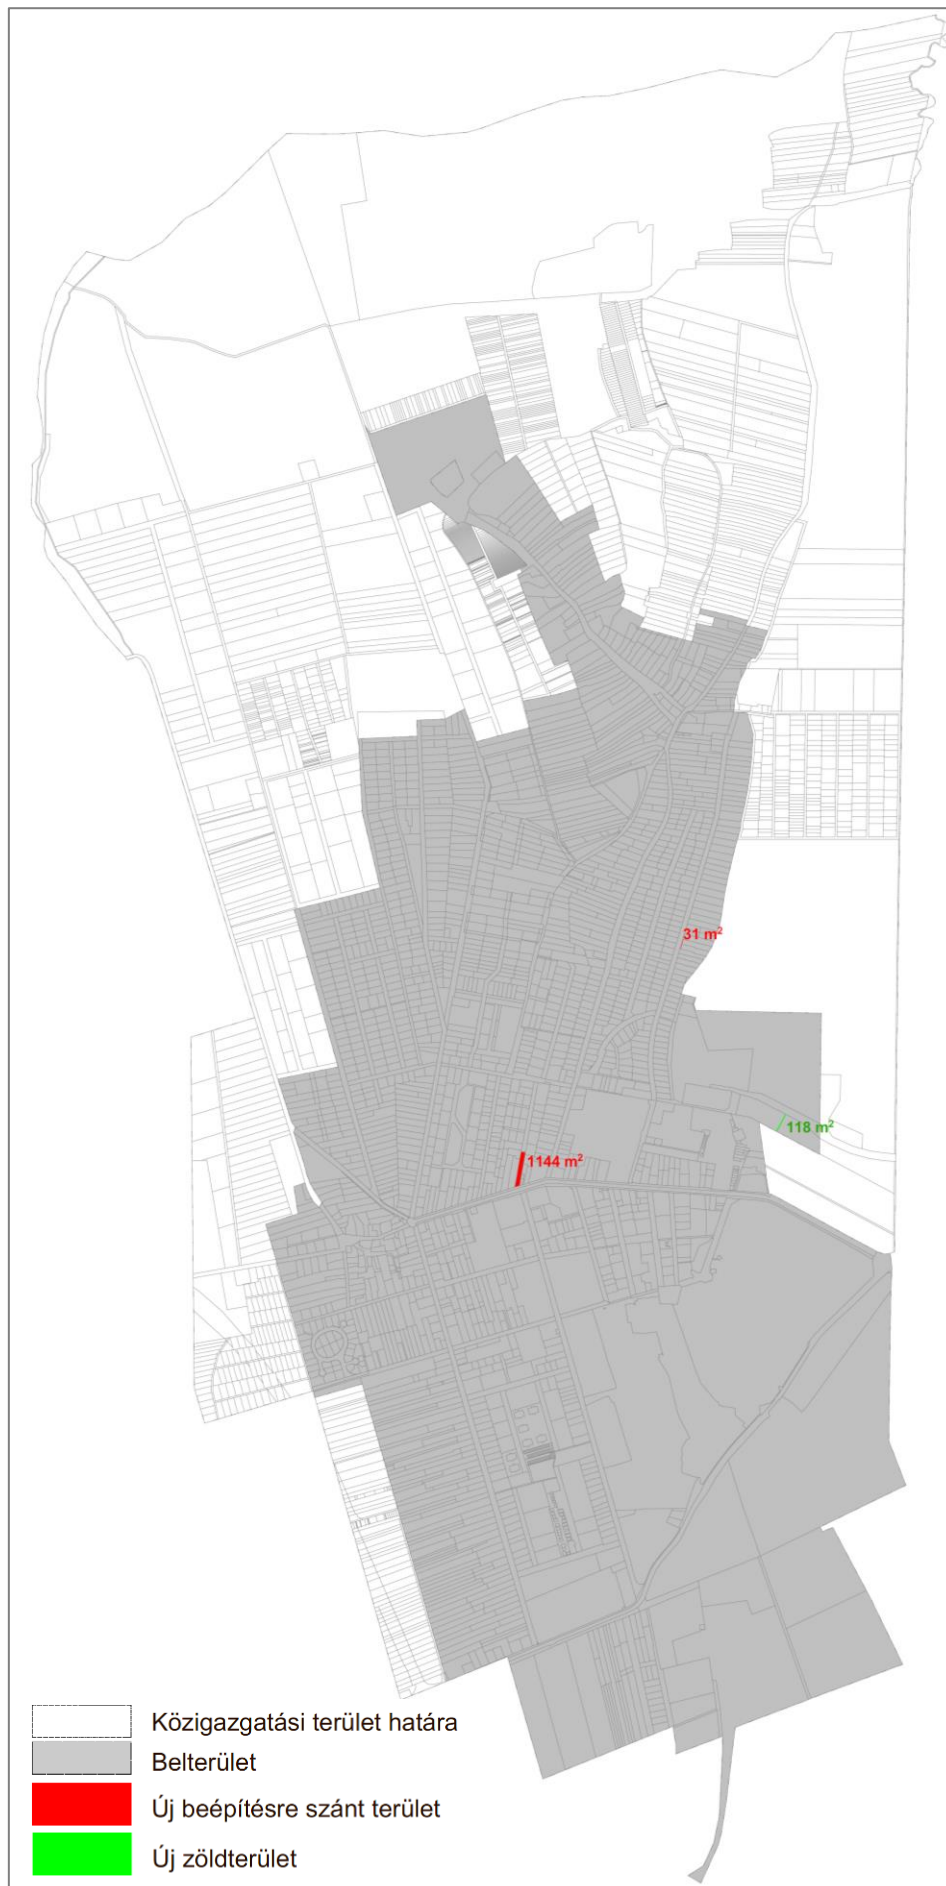 31 m²
118 m²
1144 m²
Közigazgatási terület határa
Belterület
Új beépítésre szánt terület
Új zöldterület